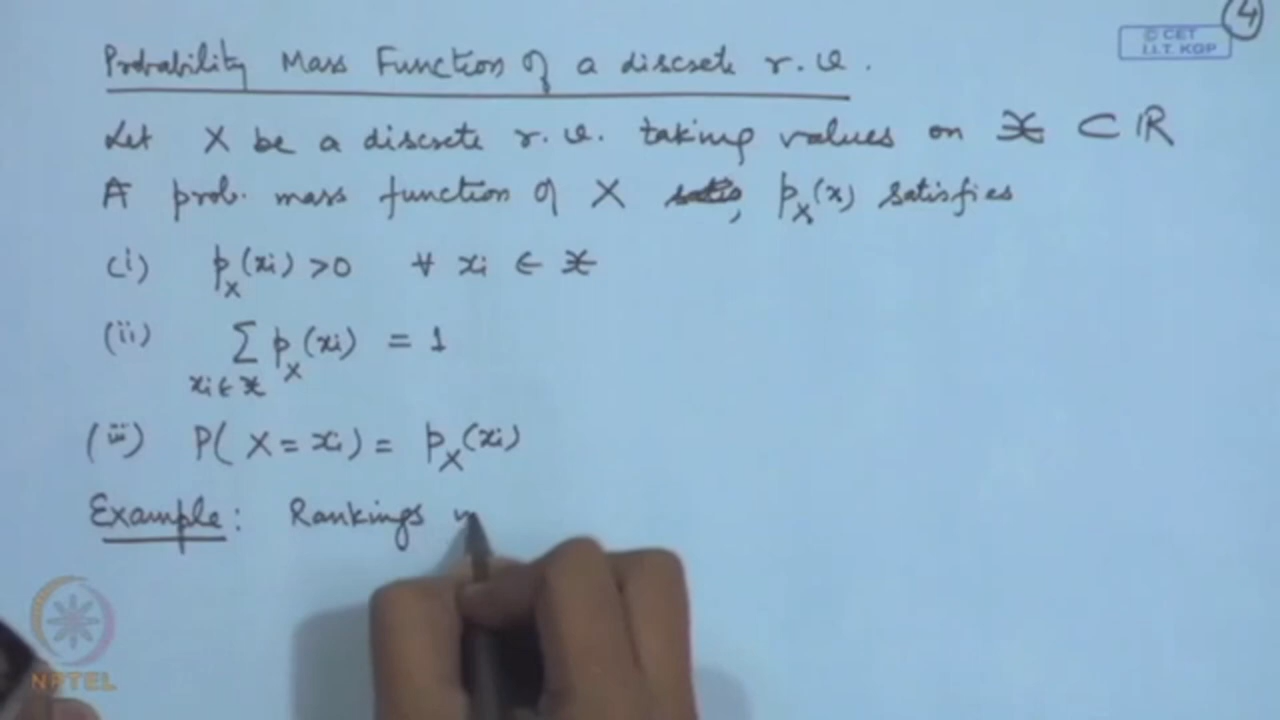 4
© CET
I.I.T. KGP
Probability Mass Function of a discrete r.v.
Let X be a discrete r.v. taking values on 𝒳 ⊂ ℝ
A prob. mass function of X , p_X(x) satisfies
(i) p_X(xi) > 0 ∀ xi ∈ 𝒳
(ii) Σ p_X(xi) = 1
xi ∈ 𝒳
(iii) P( X = xi) = p_X(xi)
Example: Rankings
NPTEL